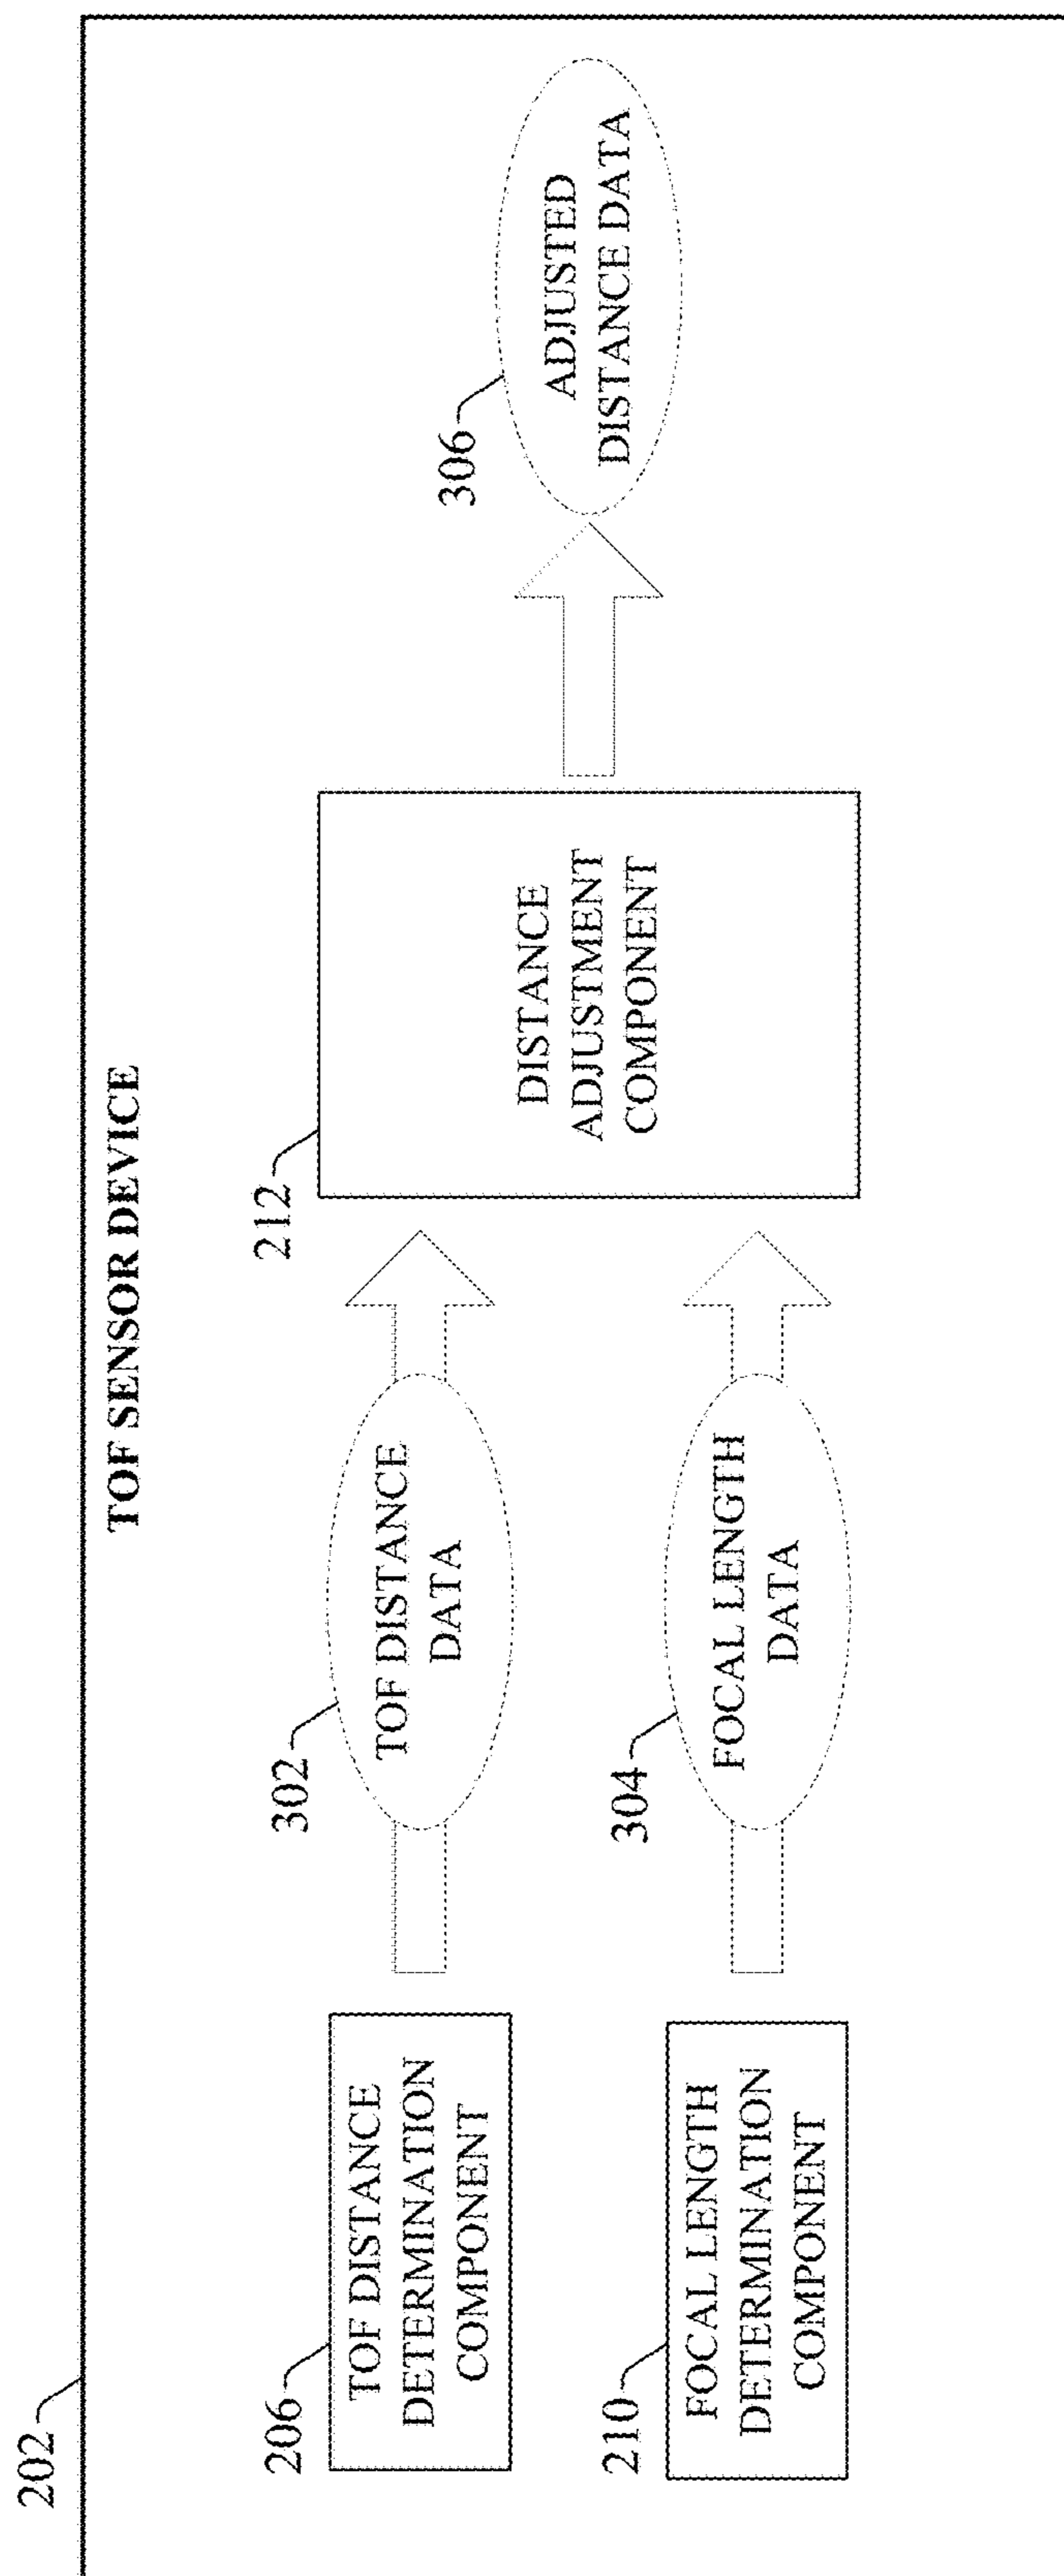 202
TOF SENSOR DEVICE
206
TOF DISTANCE
DETERMINATION
COMPONENT
302
TOF DISTANCE
DATA
210
FOCAL LENGTH
DETERMINATION
COMPONENT
304
FOCAL LENGTH
DATA
212
DISTANCE
ADJUSTMENT
COMPONENT
306
ADJUSTED
DISTANCE DATA